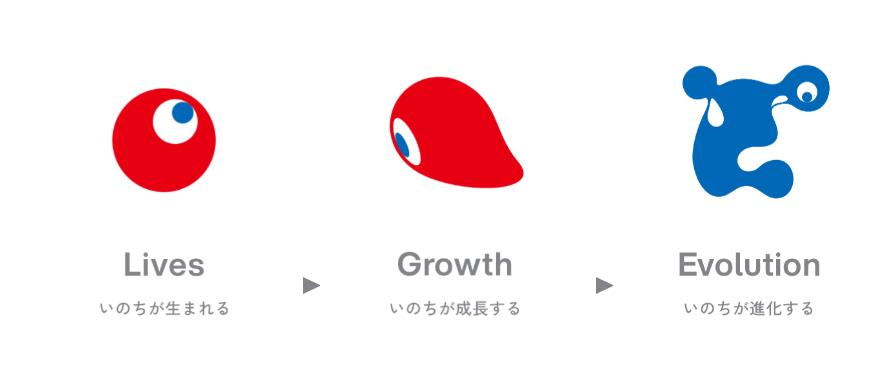 Lives
いのちが生まれる
Growth
いのちが成長する
Evolution
いのちが進化する